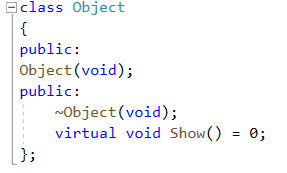 class Object
{
public:
Object(void);
public:
    ~Object(void);
    virtual void Show() = 0;
};